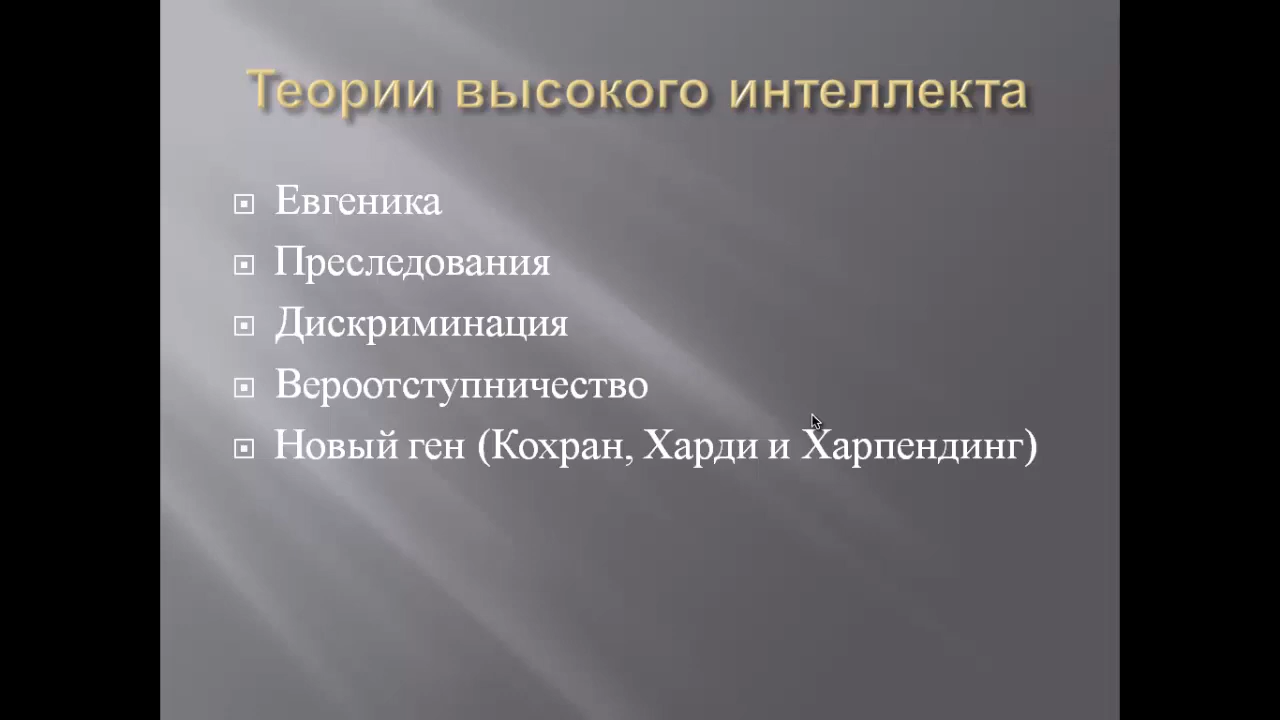 Теории высокого интеллекта
Евгеника
Преследования
Дискриминация
Вероотступничество
Новый ген (Кохран, Харди и Харпендинг)